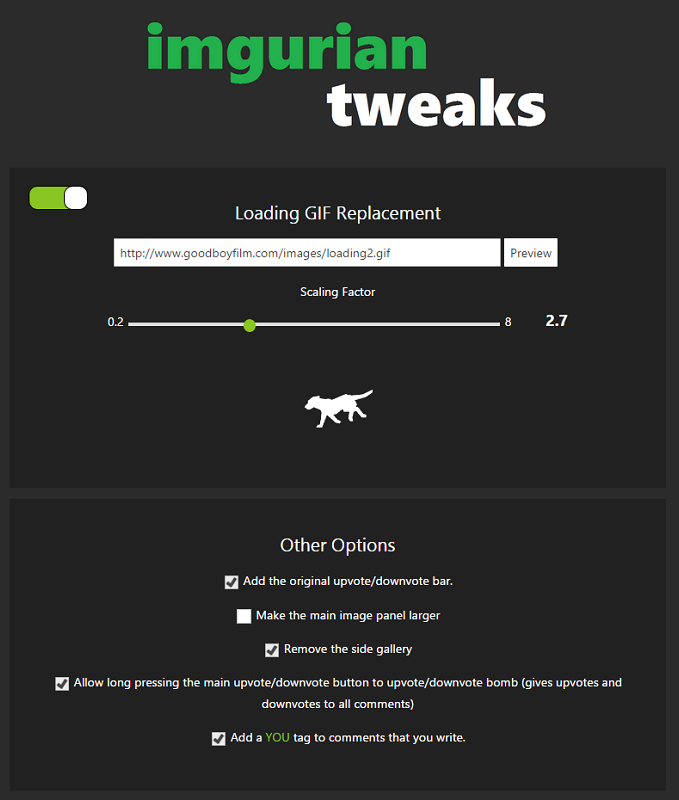 imgurian
tweaks
Loading GIF Replacement
http://www.goodboyfilm.com/images/loading2.gif Preview
Scaling Factor
0.2 8 2.7
Other Options
Add the original upvote/downvote bar.
Make the main image panel larger
Remove the side gallery
Allow long pressing the main upvote/downvote button to upvote/downvote bomb (gives upvotes and
downvotes to all comments)
Add a YOU tag to comments that you write.